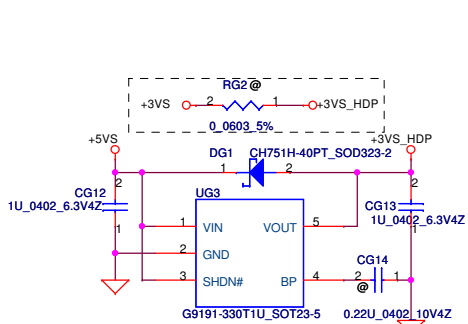 RG2 @
+3VS 2 1 +3VS_HDP
0_0603_5%
+5VS +3VS_HDP
DG1 CH751H-40PT_SOD323-2
1 2
2 2
CG12 UG3 CG13
1U_0402_6.3V4Z 1U_0402_6.3V4Z
1 1 VIN VOUT 5 1
2 GND CG14
3 SHDN# BP 4 2 1
@
G9191-330T1U_SOT23-5 0.22U_0402_10V4Z